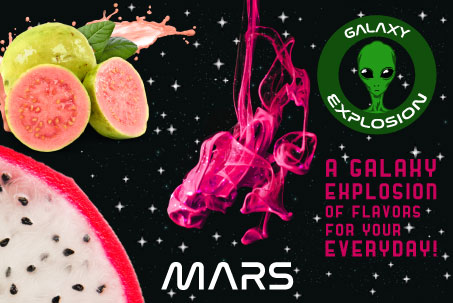 GALAXY
EXPLOSION
A GALAXY
EXPLOSION
OF FLAVORS
FOR YOUR
EVERYDAY!
MARS